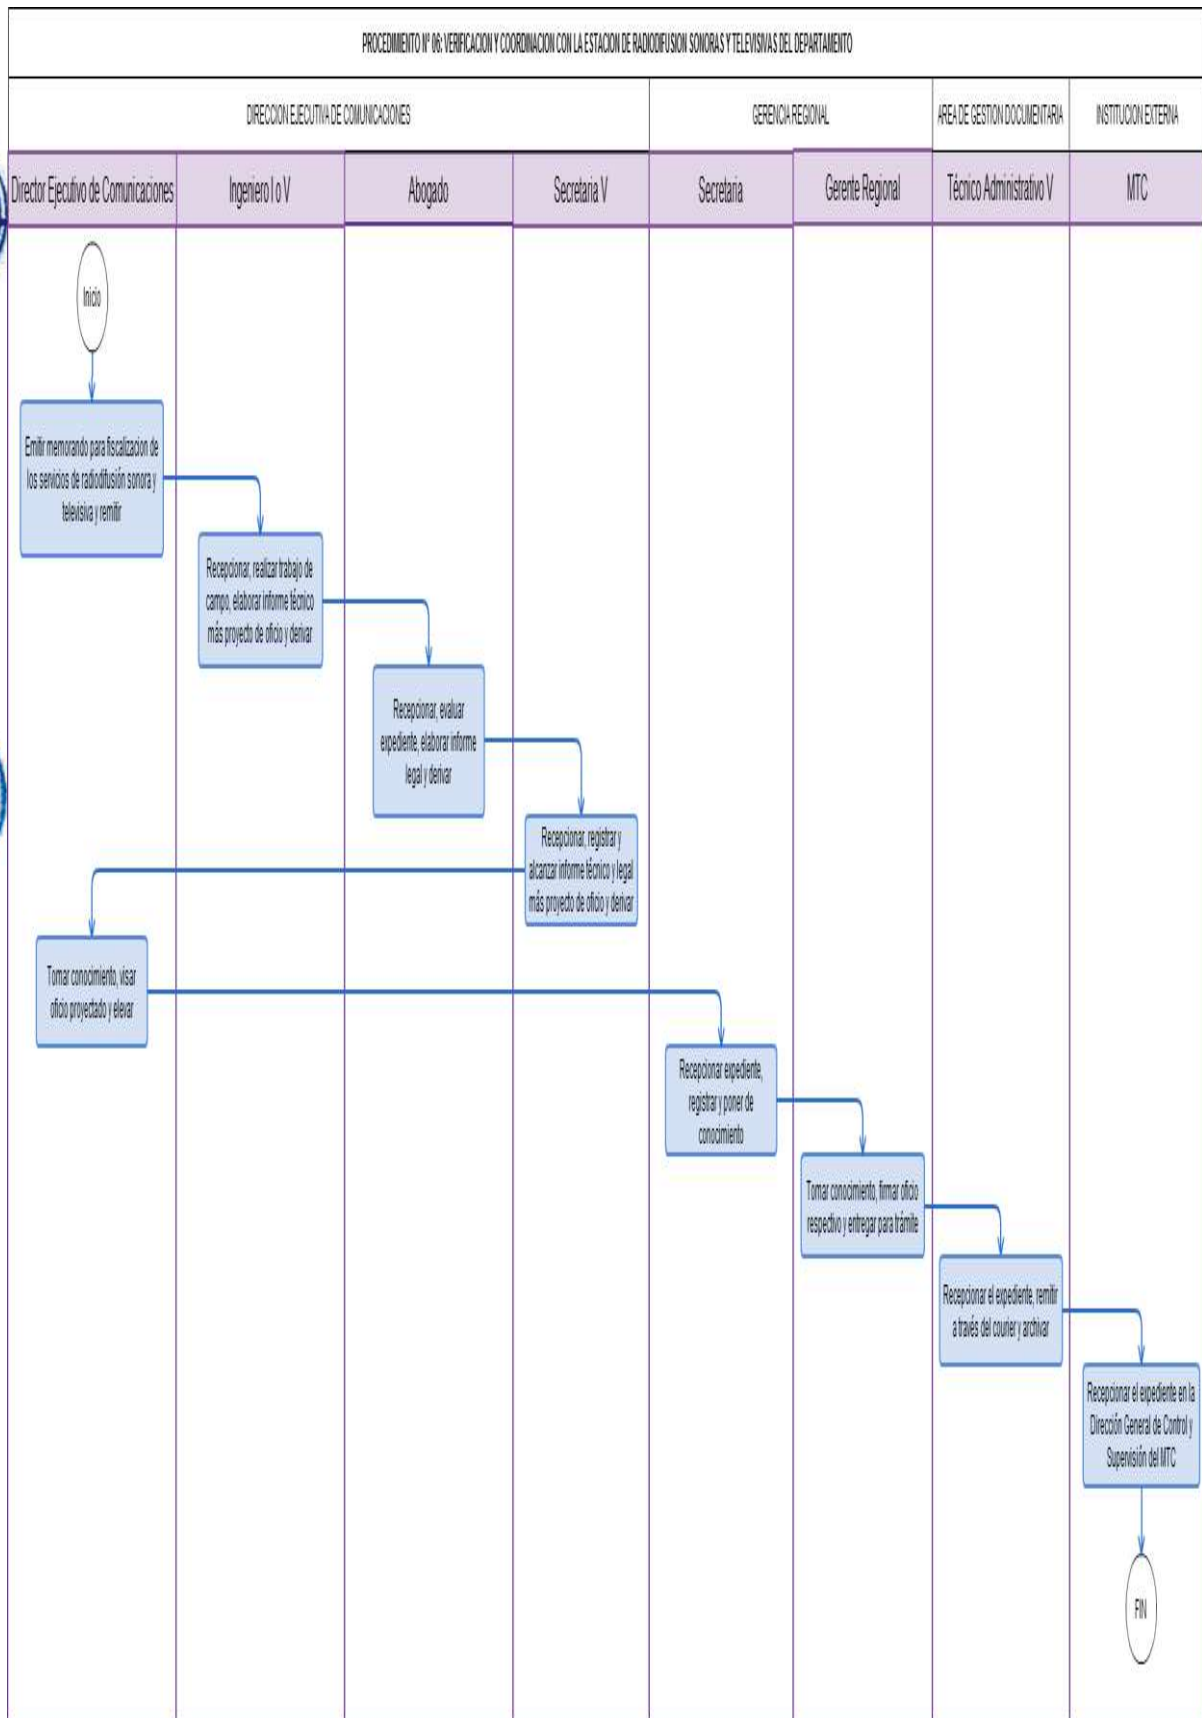 PROCEDIMIENTO Nº 06: VERIFICACION Y COORDINACION CON LA ESTACION DE RADIODIFUSION SONORAS Y TELEVISIVAS DEL DEPARTAMENTO
DIRECCION EJECUTIVA DE COMUNICACIONES
GERENCIA REGIONAL
AREA DE GESTION DOCUMENTARIA
INSTITUCION EXTERNA
Director Ejecutivo de Comunicaciones
Ingeniero I o V
Abogado
Secretaria V
Secretaria
Gerente Regional
Técnico Administrativo V
MTC
Inicio
Emitir memorando para fiscalizacion de
los servicios de radiodifusión sonora y
televisiva y remitir
Recepcionar, realizar trabajo de
campo, elaborar informe técnico
más proyecto de oficio y derivar
Recepcionar, evaluar
expediente, elaborar informe
legal y derivar
Recepcionar, registrar y
alcanzar informe técnico y legal
más proyecto de oficio y derivar
Tomar conocimiento, visar
oficio proyectado y elevar
Recepcionar expediente,
registrar y poner de
conocimiento
Tomar conocimiento, firmar oficio
respectivo y entregar para trámite
Recepcionar el expediente, remitir
a través del courier y archivar
Recepcionar el expediente en la
Dirección General de Control y
Supervisión del MTC
FIN